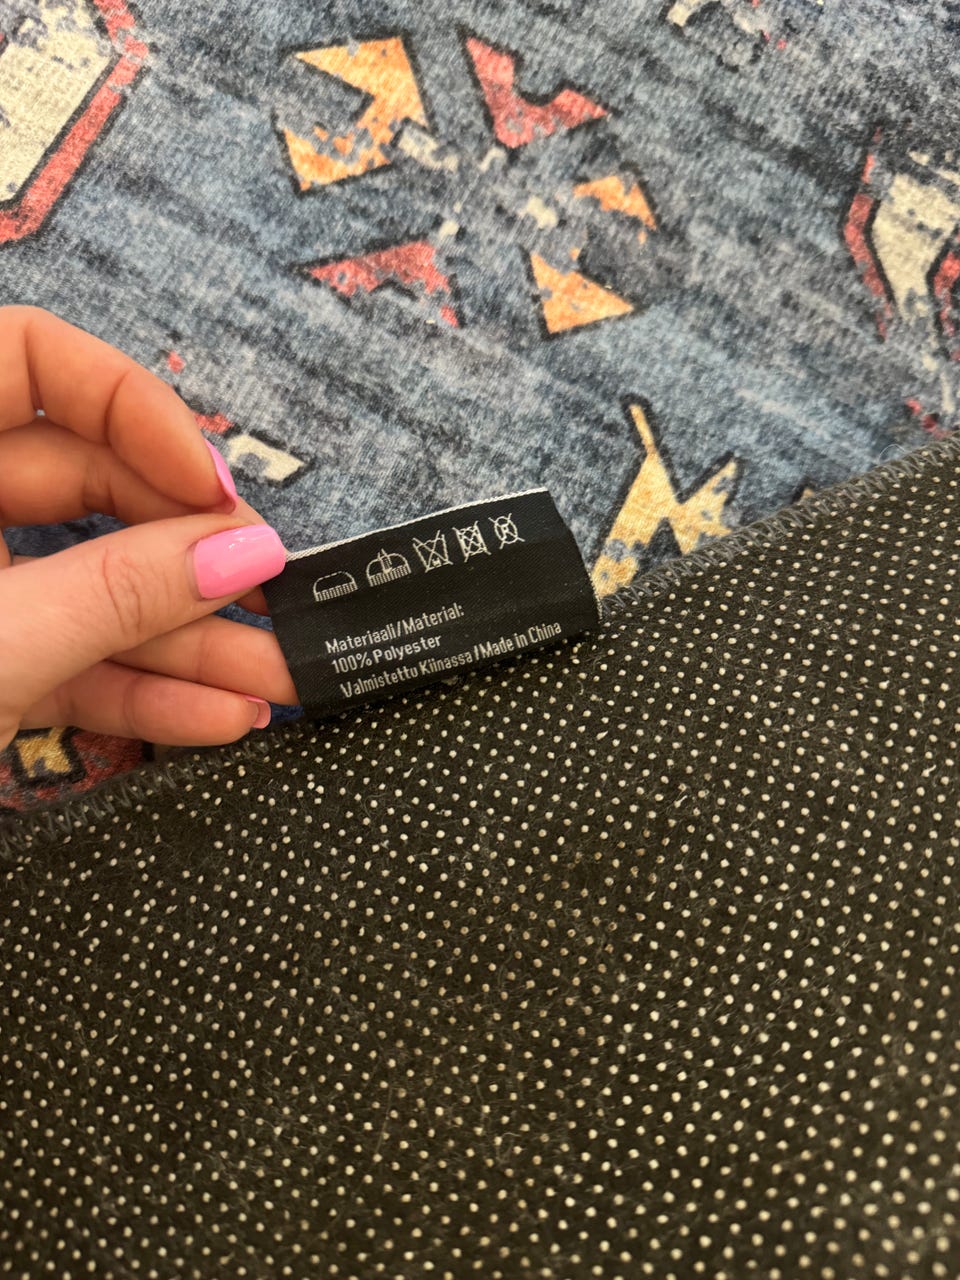 Materiaali/Material:
100% Polyester
Valmistettu Kiinassa/Made in China